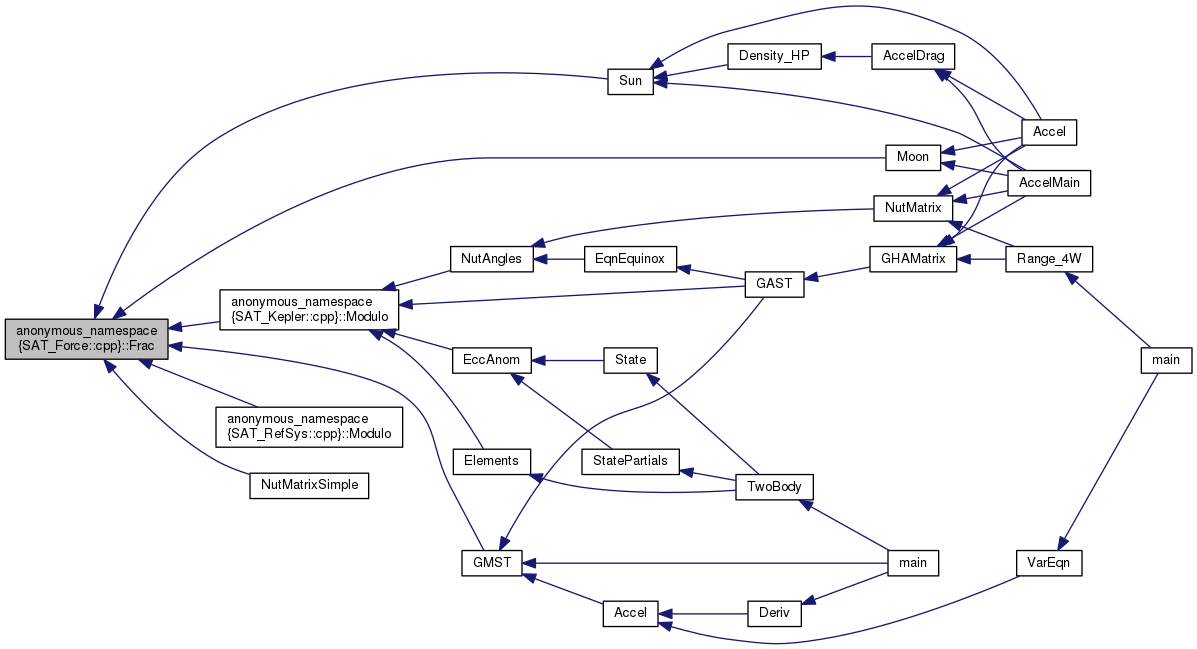 Sun
Density_HP
AccelDrag
Accel
Moon
AccelMain
NutMatrix
NutAngles
EqnEquinox
GHAMatrix
Range_4W
GAST
anonymous_namespace
{SAT_Kepler::cpp}::Modulo
anonymous_namespace
{SAT_Force::cpp}::Frac
EccAnom
State
main
anonymous_namespace
{SAT_RefSys::cpp}::Modulo
Elements
StatePartials
NutMatrixSimple
TwoBody
GMST
main
VarEqn
Accel
Deriv